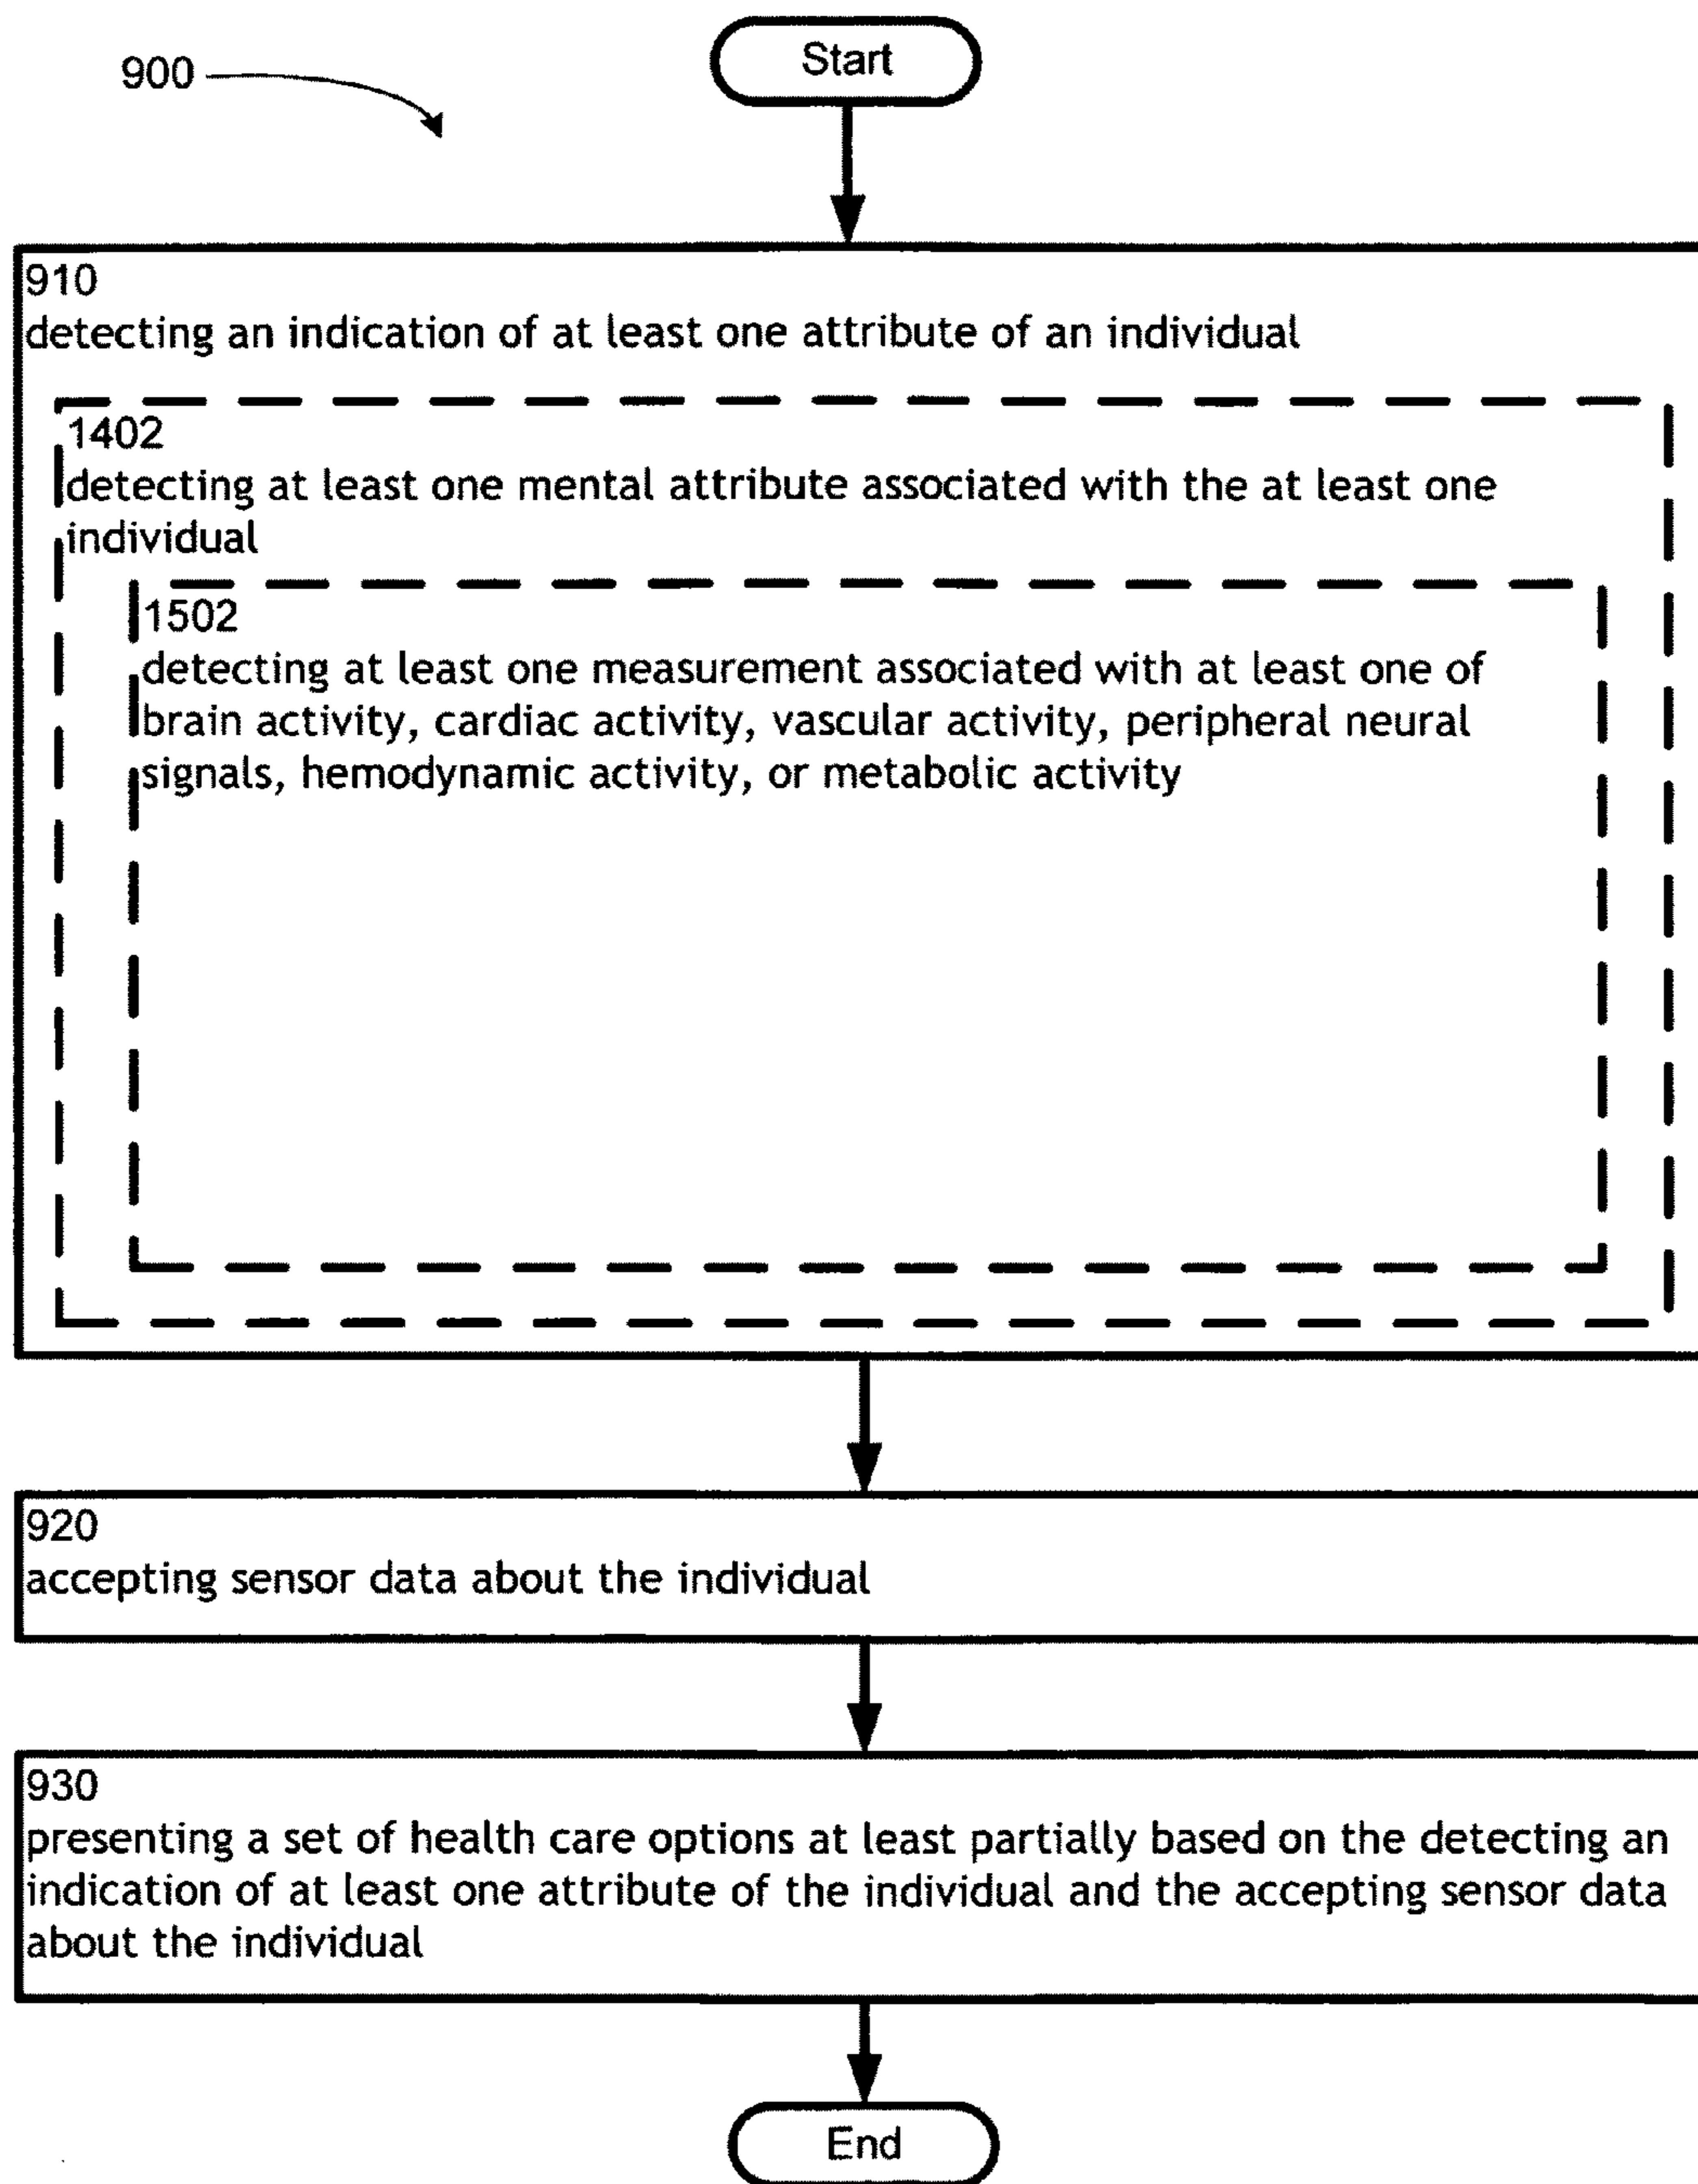 900
Start
910
detecting an indication of at least one attribute of an individual
1402
detecting at least one mental attribute associated with the at least one
individual
1502
detecting at least one measurement associated with at least one of
brain activity, cardiac activity, vascular activity, peripheral neural
signals, hemodynamic activity, or metabolic activity
920
accepting sensor data about the individual
930
presenting a set of health care options at least partially based on the detecting an
indication of at least one attribute of the individual and the accepting sensor data
about the individual
End